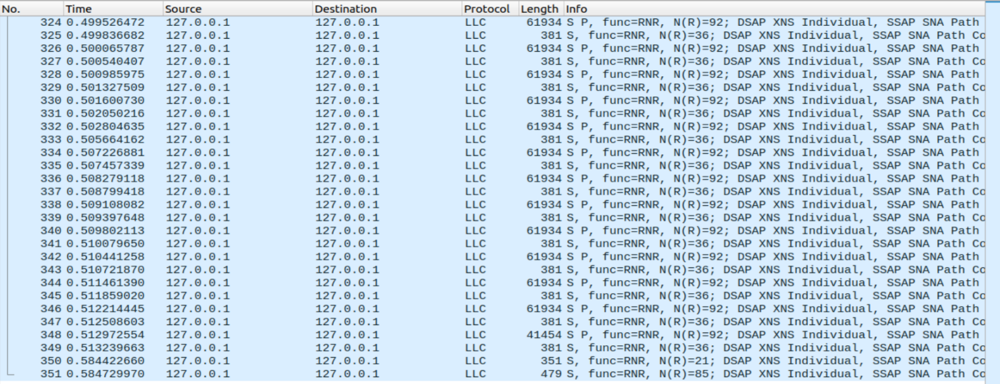 No. Time Source Destination Protocol Length Info
324 0.499526472 127.0.0.1 127.0.0.1 LLC 61934 S P, func=RNR, N(R)=92; DSAP XNS Individual, SSAP SNA Path
325 0.499836682 127.0.0.1 127.0.0.1 LLC 381 S, func=RNR, N(R)=36; DSAP XNS Individual, SSAP SNA Path Co
326 0.500065787 127.0.0.1 127.0.0.1 LLC 61934 S P, func=RNR, N(R)=92; DSAP XNS Individual, SSAP SNA Path
327 0.500540407 127.0.0.1 127.0.0.1 LLC 381 S, func=RNR, N(R)=36; DSAP XNS Individual, SSAP SNA Path Co
328 0.500985975 127.0.0.1 127.0.0.1 LLC 61934 S P, func=RNR, N(R)=92; DSAP XNS Individual, SSAP SNA Path
329 0.501327509 127.0.0.1 127.0.0.1 LLC 381 S, func=RNR, N(R)=36; DSAP XNS Individual, SSAP SNA Path Co
330 0.501600730 127.0.0.1 127.0.0.1 LLC 61934 S P, func=RNR, N(R)=92; DSAP XNS Individual, SSAP SNA Path
331 0.502050216 127.0.0.1 127.0.0.1 LLC 381 S, func=RNR, N(R)=36; DSAP XNS Individual, SSAP SNA Path Co
332 0.502804635 127.0.0.1 127.0.0.1 LLC 61934 S P, func=RNR, N(R)=92; DSAP XNS Individual, SSAP SNA Path
333 0.505664162 127.0.0.1 127.0.0.1 LLC 381 S, func=RNR, N(R)=36; DSAP XNS Individual, SSAP SNA Path Co
334 0.507226881 127.0.0.1 127.0.0.1 LLC 61934 S P, func=RNR, N(R)=92; DSAP XNS Individual, SSAP SNA Path
335 0.507457339 127.0.0.1 127.0.0.1 LLC 381 S, func=RNR, N(R)=36; DSAP XNS Individual, SSAP SNA Path Co
336 0.508279118 127.0.0.1 127.0.0.1 LLC 61934 S P, func=RNR, N(R)=92; DSAP XNS Individual, SSAP SNA Path
337 0.508799418 127.0.0.1 127.0.0.1 LLC 381 S, func=RNR, N(R)=36; DSAP XNS Individual, SSAP SNA Path Co
338 0.509108082 127.0.0.1 127.0.0.1 LLC 61934 S P, func=RNR, N(R)=92; DSAP XNS Individual, SSAP SNA Path
339 0.509397648 127.0.0.1 127.0.0.1 LLC 381 S, func=RNR, N(R)=36; DSAP XNS Individual, SSAP SNA Path Co
340 0.509802113 127.0.0.1 127.0.0.1 LLC 61934 S P, func=RNR, N(R)=92; DSAP XNS Individual, SSAP SNA Path
341 0.510079650 127.0.0.1 127.0.0.1 LLC 381 S, func=RNR, N(R)=36; DSAP XNS Individual, SSAP SNA Path Co
342 0.510441258 127.0.0.1 127.0.0.1 LLC 61934 S P, func=RNR, N(R)=92; DSAP XNS Individual, SSAP SNA Path
343 0.510721870 127.0.0.1 127.0.0.1 LLC 381 S, func=RNR, N(R)=36; DSAP XNS Individual, SSAP SNA Path Co
344 0.511461390 127.0.0.1 127.0.0.1 LLC 61934 S P, func=RNR, N(R)=92; DSAP XNS Individual, SSAP SNA Path
345 0.511859020 127.0.0.1 127.0.0.1 LLC 381 S, func=RNR, N(R)=36; DSAP XNS Individual, SSAP SNA Path Co
346 0.512214445 127.0.0.1 127.0.0.1 LLC 61934 S P, func=RNR, N(R)=92; DSAP XNS Individual, SSAP SNA Path
347 0.512508603 127.0.0.1 127.0.0.1 LLC 381 S, func=RNR, N(R)=36; DSAP XNS Individual, SSAP SNA Path Co
348 0.512972554 127.0.0.1 127.0.0.1 LLC 41454 S P, func=RNR, N(R)=92; DSAP XNS Individual, SSAP SNA Path
349 0.513239663 127.0.0.1 127.0.0.1 LLC 381 S, func=RNR, N(R)=36; DSAP XNS Individual, SSAP SNA Path Co
350 0.584422660 127.0.0.1 127.0.0.1 LLC 351 S, func=RNR, N(R)=21; DSAP XNS Individual, SSAP SNA Path Co
351 0.584729970 127.0.0.1 127.0.0.1 LLC 479 S, func=RNR, N(R)=85; DSAP XNS Individual, SSAP SNA Path Co